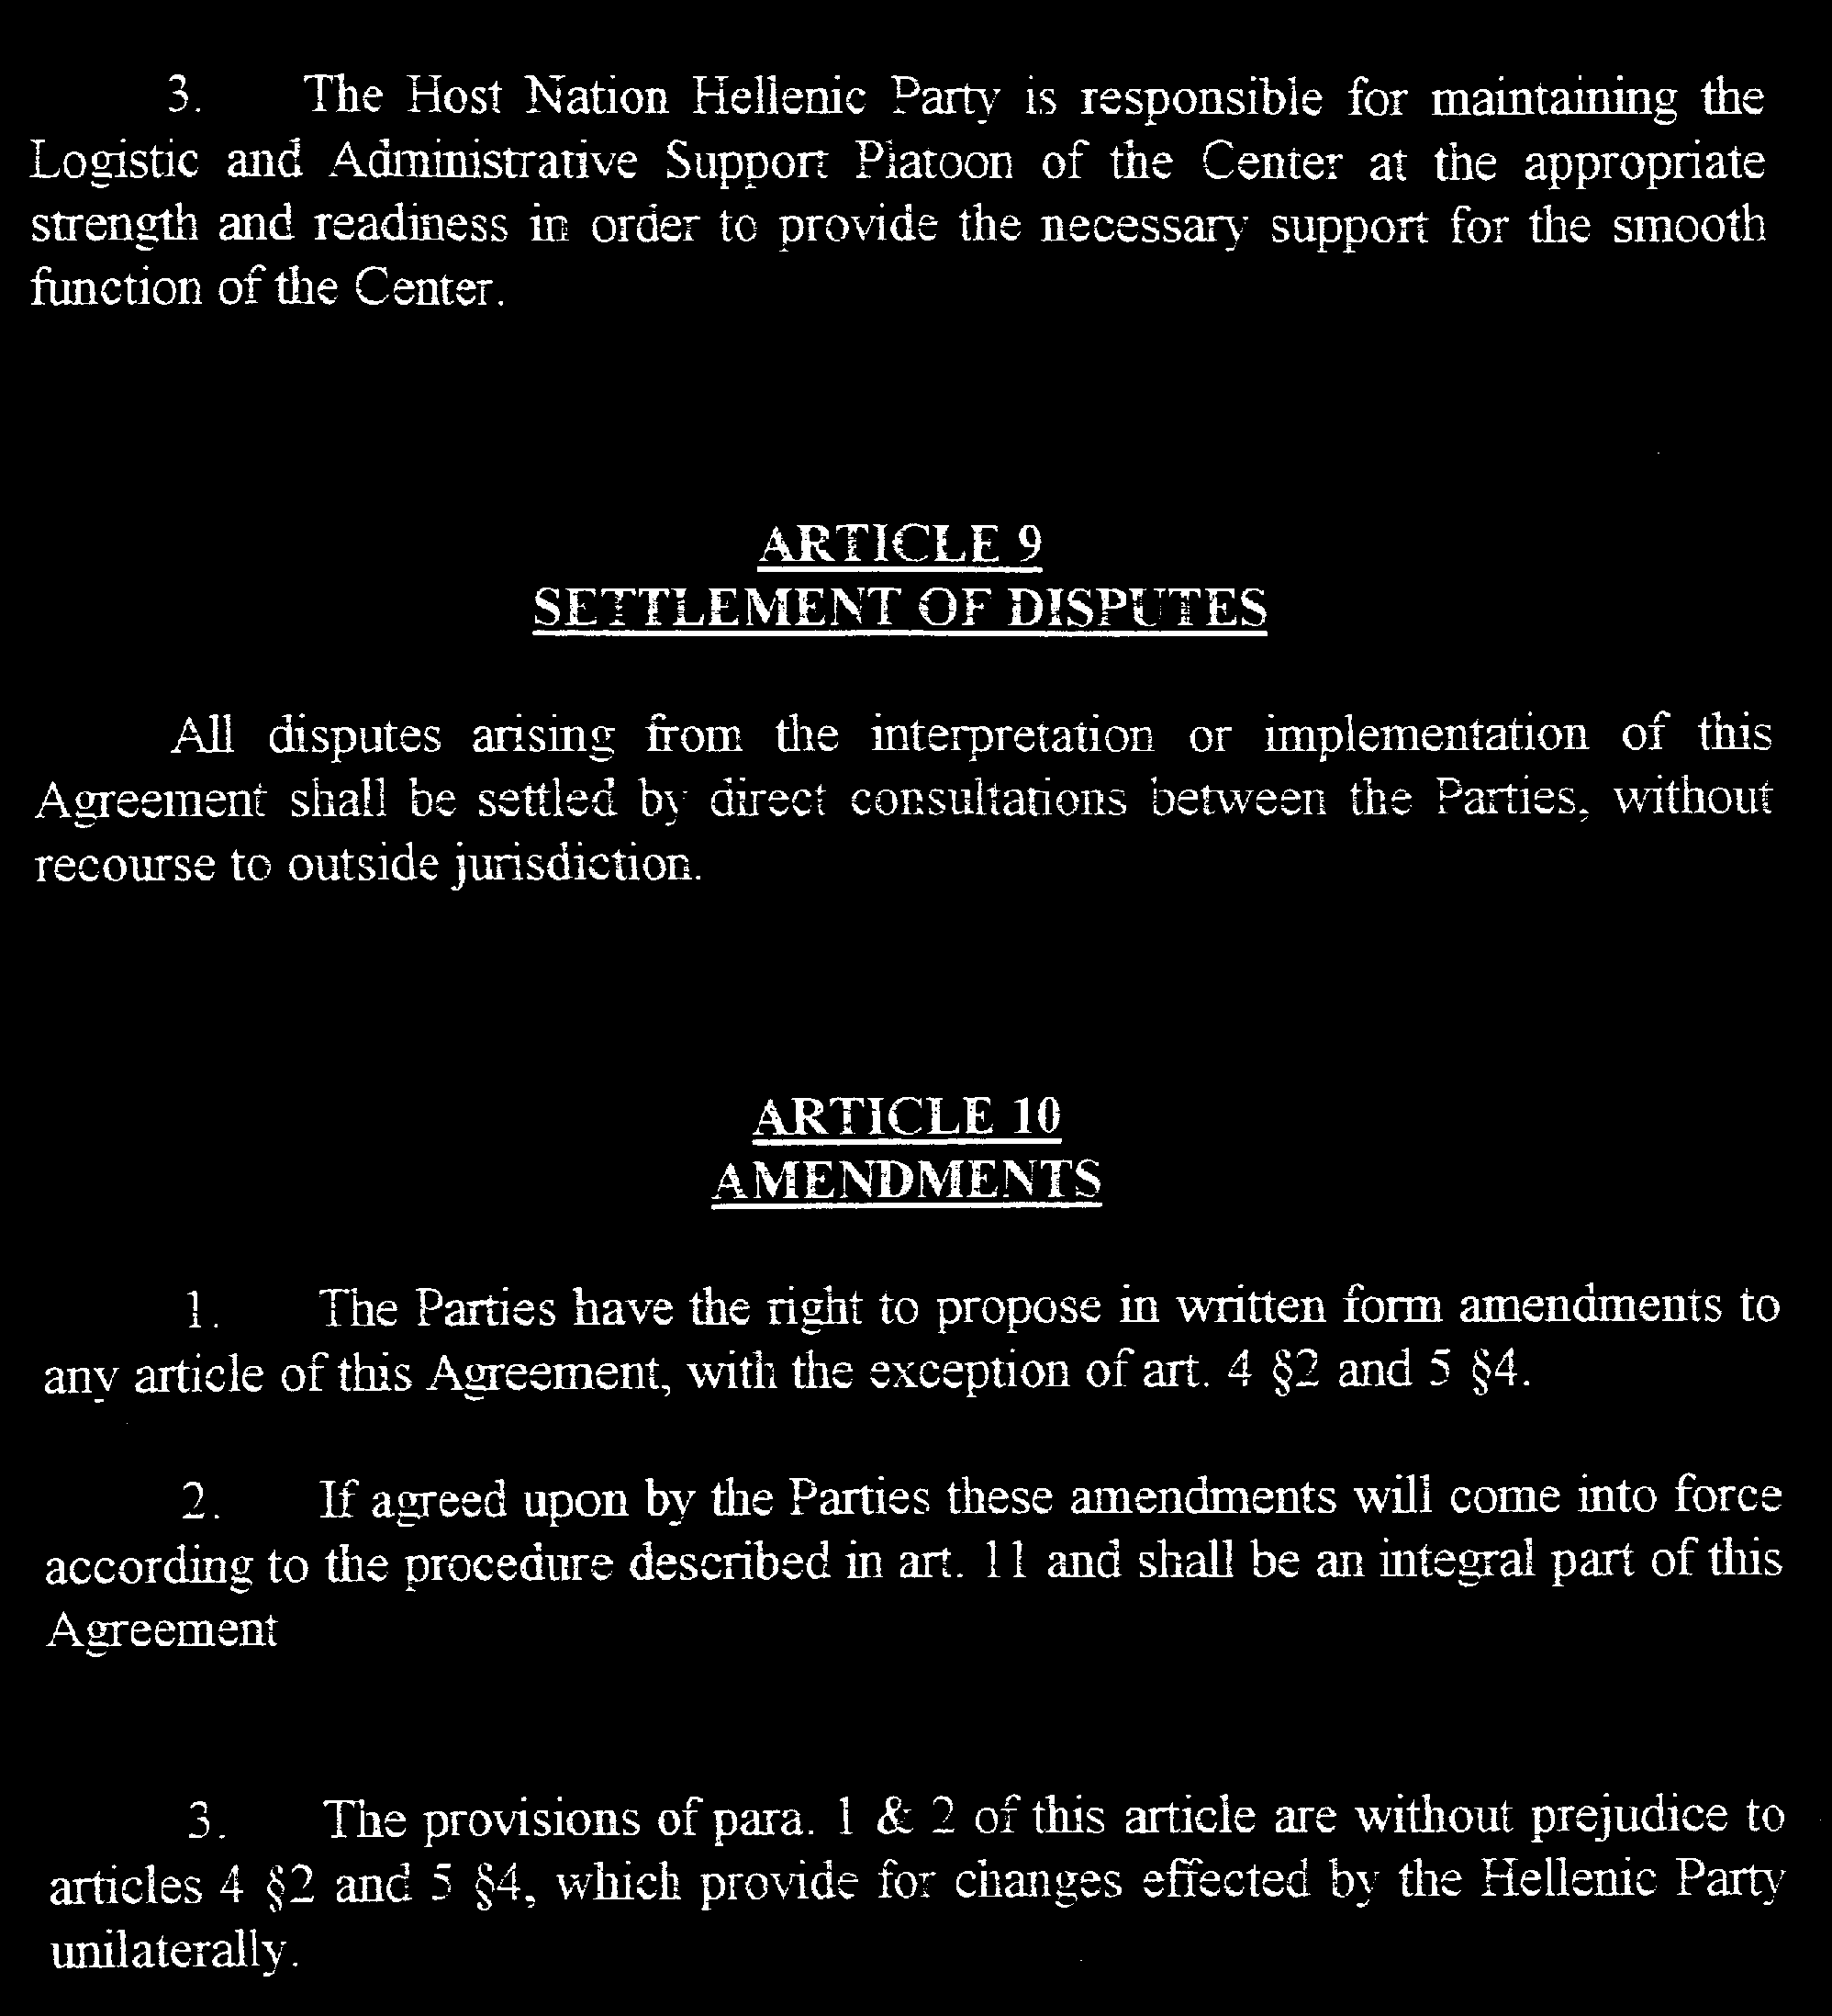 3. The Host Nation Hellenic Party is responsible for maintaining the
Logistic and Administrative Support Platoon of the Center at the appropriate
strength and readiness in order to provide the necessary support for the smooth
function of the Center.
ARTICLE 9
SETTLEMENT OF DISPUTES
All disputes arising from the interpretation or implementation of this
Agreement shall be settled by direct consultations between the Parties, without
recourse to outside jurisdiction.
ARTICLE 10
AMENDMENTS
1. The Parties have the right to propose in written form amendments to
any article of this Agreement, with the exception of art. 4 §2 and 5 §4.
2. If agreed upon by the Parties these amendments will come into force
according to the procedure described in art. 11 and shall be an integral part of this
Agreement
3. The provisions of para. 1 & 2 of this article are without prejudice to
articles 4 §2 and 5 §4, which provide for changes effected by the Hellenic Party
unilaterally.